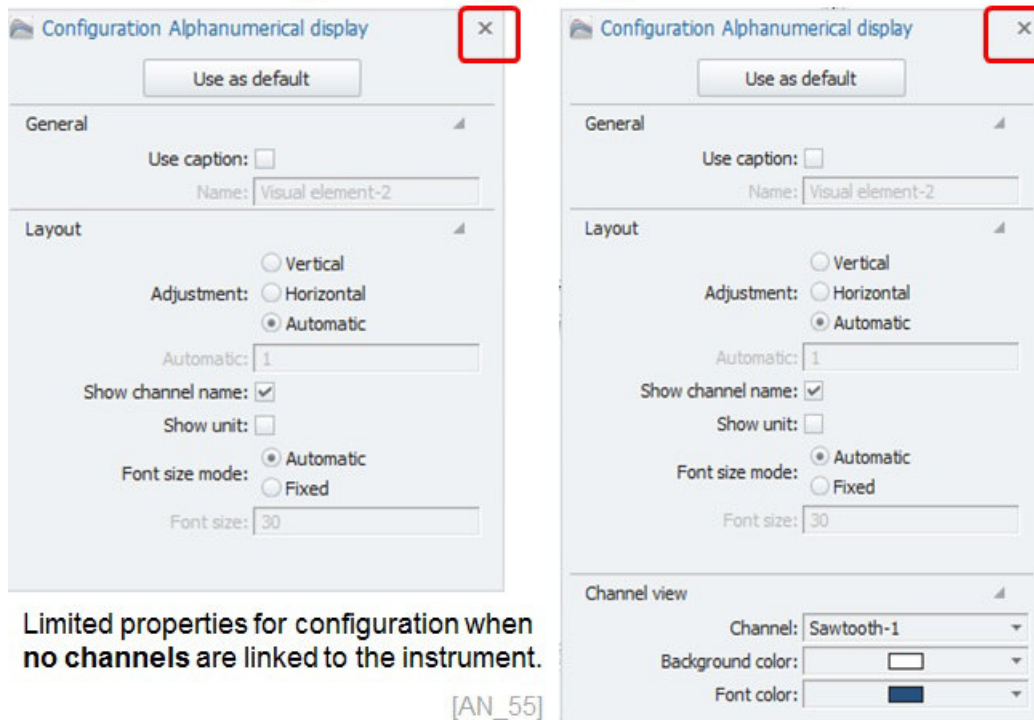 Configuration Alphanumerical display
Use as default
General
Use caption:
Name: Visual element-2
Layout
Vertical
Adjustment: Horizontal
Automatic
Automatic: 1
Show channel name:
Show unit:
Automatic
Font size mode:
Fixed
Font size: 30
Limited properties for configuration when
no channels are linked to the instrument.
[AN_55]
Configuration Alphanumerical display
Use as default
General
Use caption:
Name: Visual element-2
Layout
Vertical
Adjustment: Horizontal
Automatic
Automatic: 1
Show channel name:
Show unit:
Automatic
Font size mode:
Fixed
Font size: 30
Channel view
Channel: Sawtooth-1
Background color:
Font color: